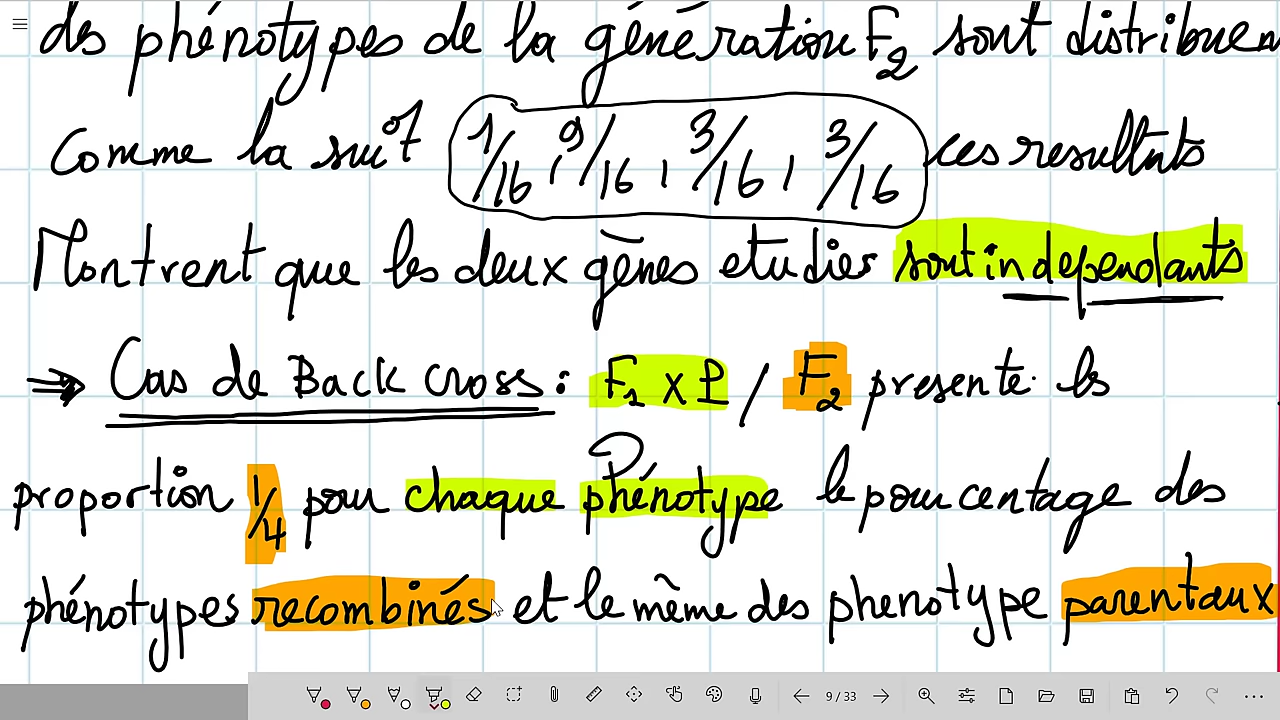 des phénotypes de la génération F2 sont distribuen
comme la suit 1/16, 9/16, 3/16, 3/16 ces resultats
Montrent que les deux gènes etudier sont independants
⇒ Cas de Back cross : F1 x P / F2 presente les
proportion 1/4 pour chaque phénotype le pourcentage des
phénotypes recombinés et le même des phenotype parentaux
9 / 33